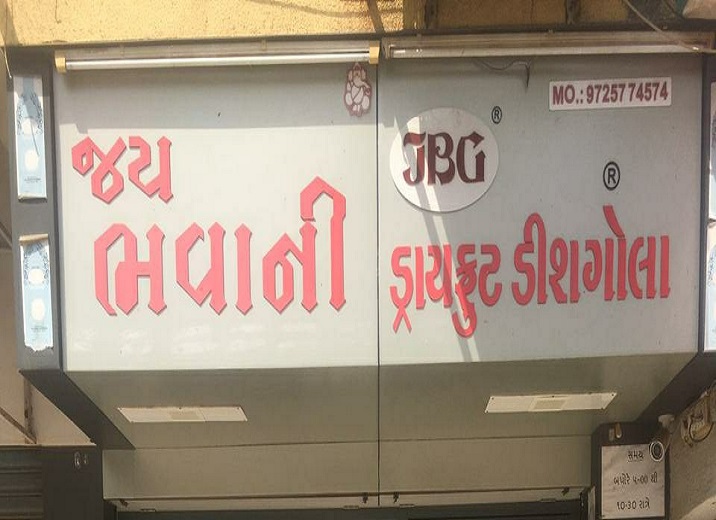 જય
ભવાની
MO.: 97257 74574
JBG ®
®
ડ્રાયફ્રુટ ડીશગોલા
સમય
બપોરે ૫-૦૦ થી
૧૦-૩૦ રાત્રે